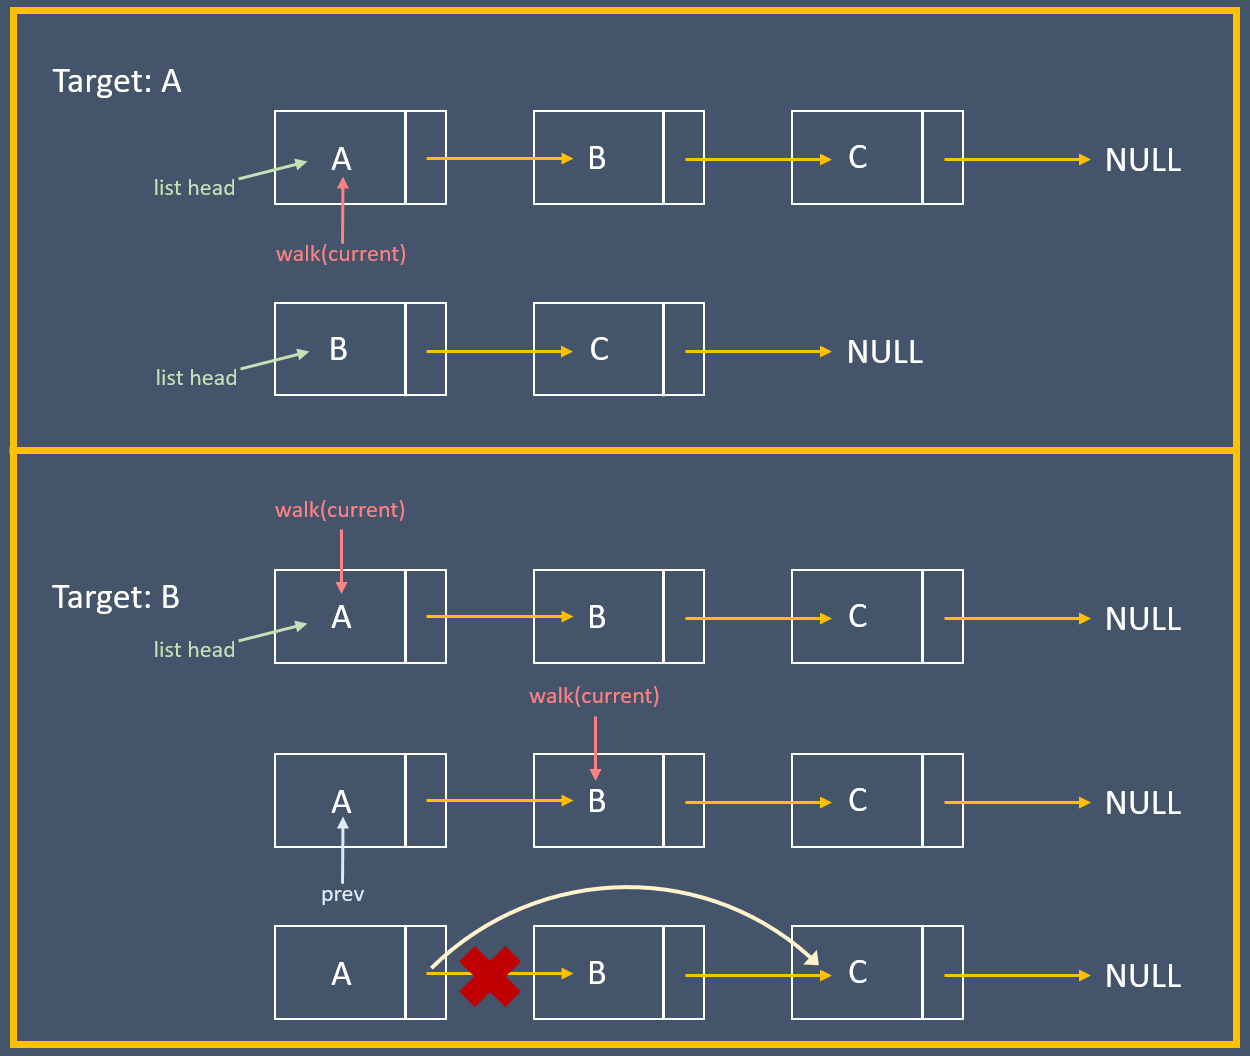 Target: A
A B C NULL
list head
walk(current)
B C NULL
list head
walk(current)
Target: B
A B C NULL
list head
walk(current)
A B C NULL
prev
A B C NULL